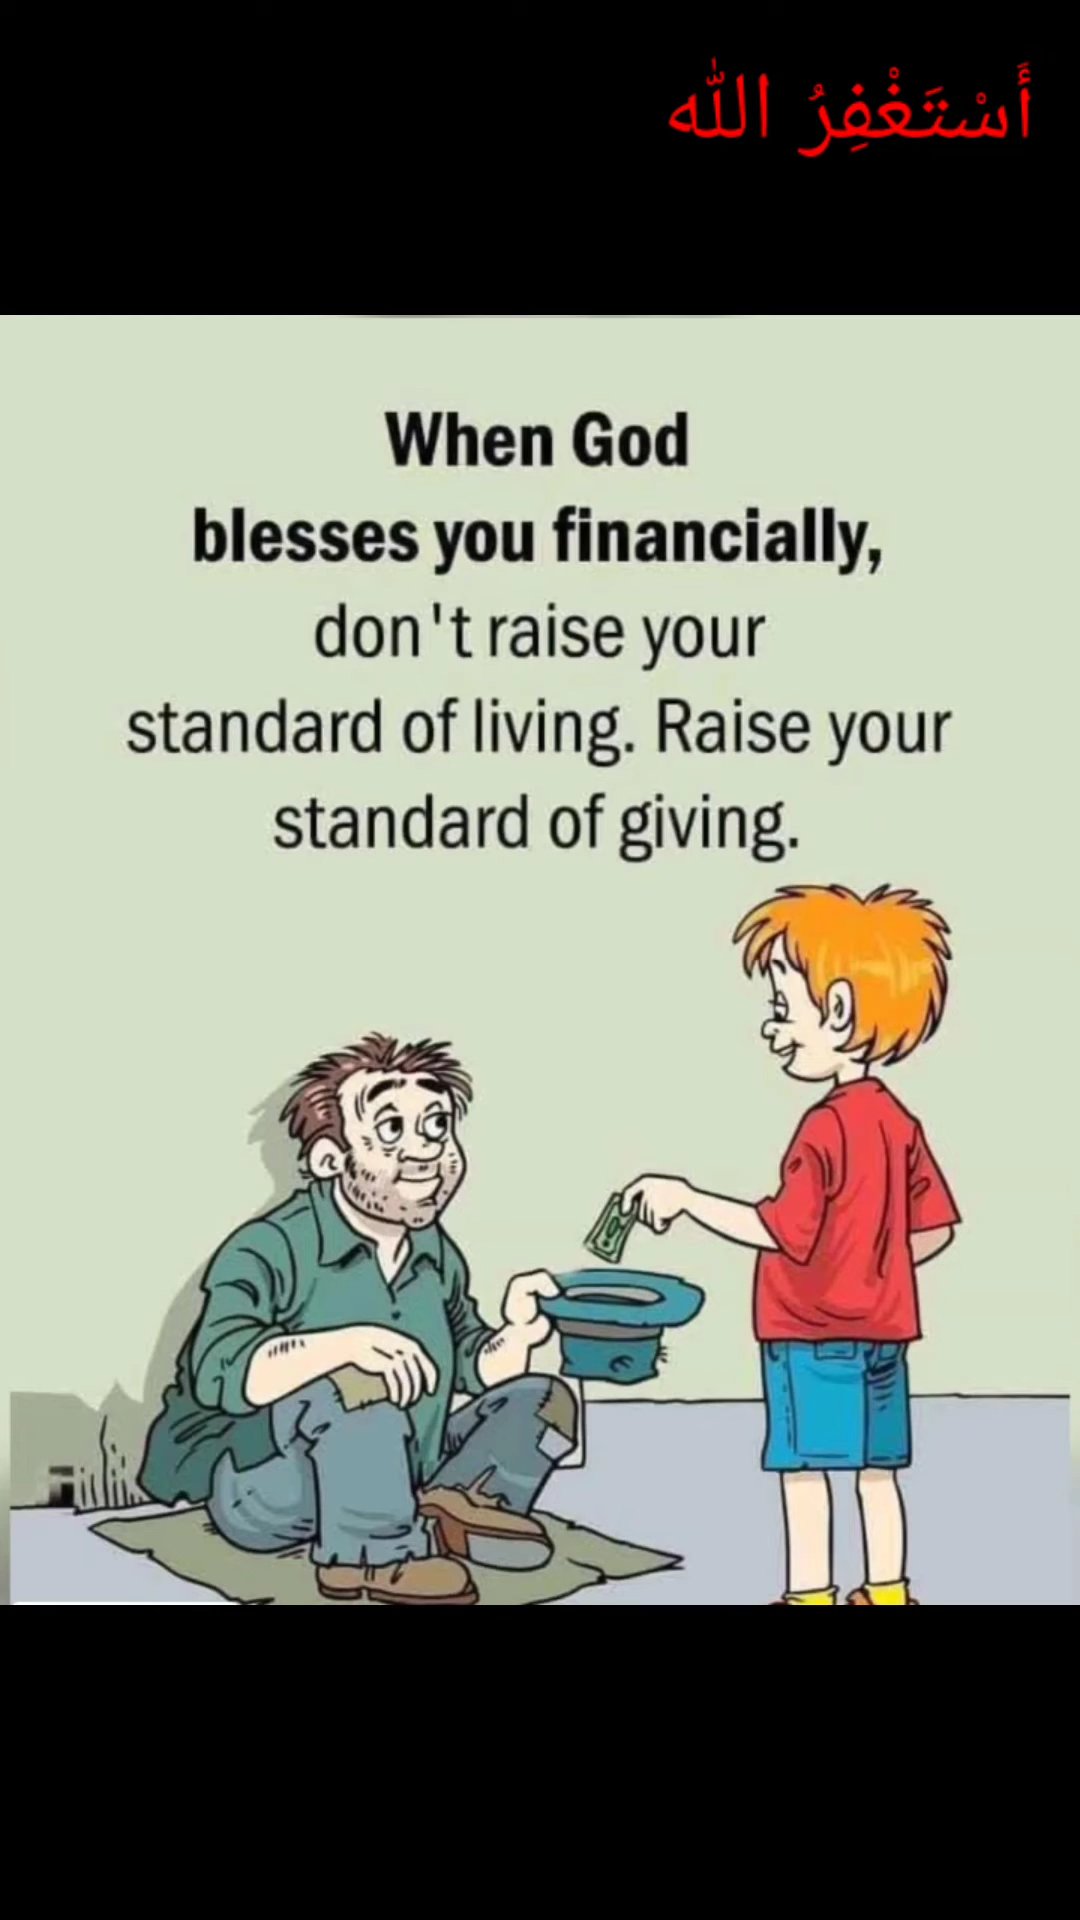 أَسْتَغْفِرُ اللّٰه
When God
blesses you financially,
don't raise your
standard of living. Raise your
standard of giving.